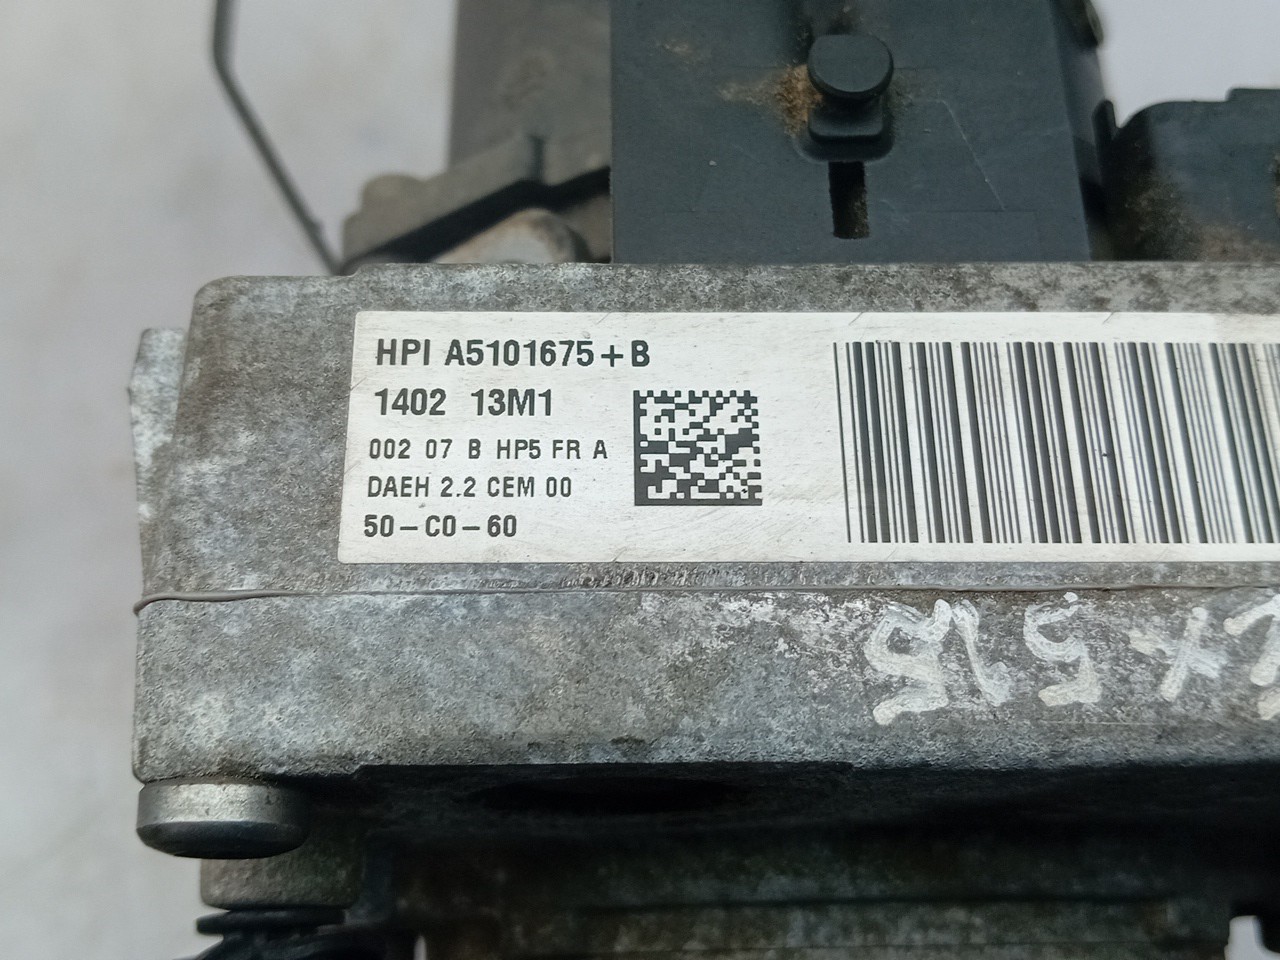 HPI A5101675+B
1402 13M1
002 07 B HP5 FR A
DAEH 2.2 CEM 00
50-C0-60